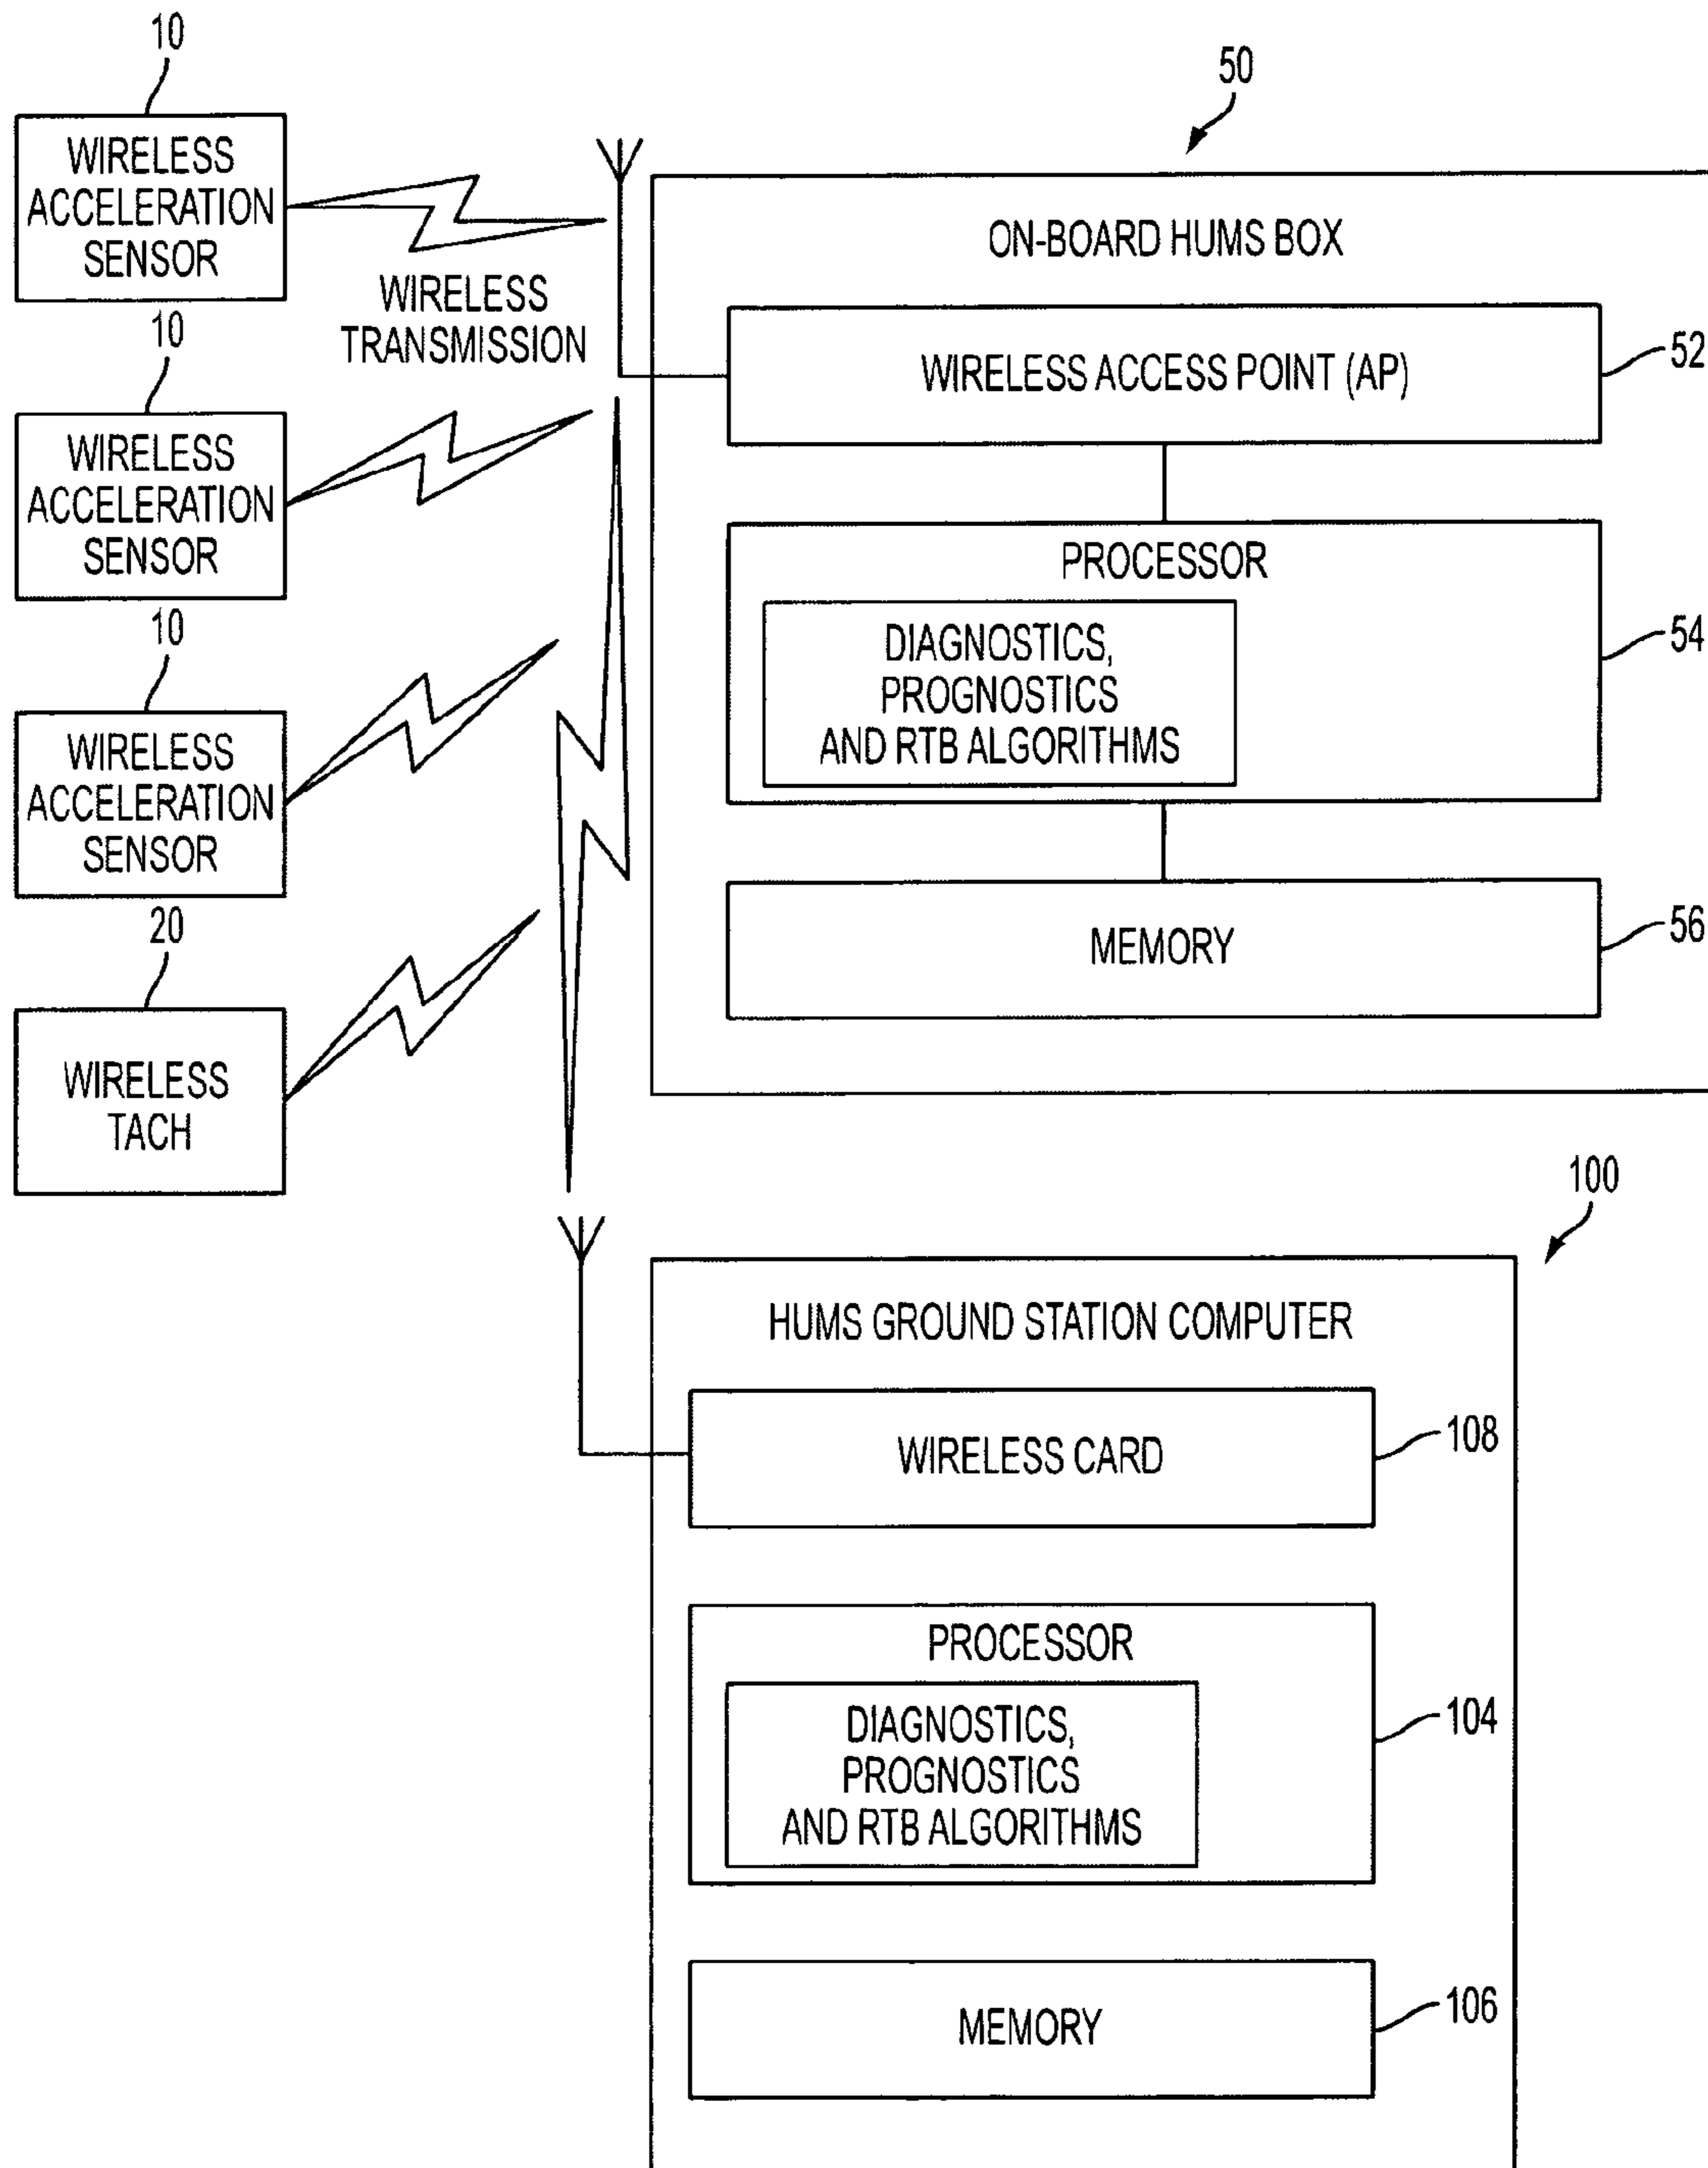 10
WIRELESS
ACCELERATION
SENSOR
10
WIRELESS
ACCELERATION
SENSOR
10
WIRELESS
ACCELERATION
SENSOR
20
WIRELESS
TACH
WIRELESS
TRANSMISSION
50
ON-BOARD HUMS BOX
WIRELESS ACCESS POINT (AP)
52
PROCESSOR
DIAGNOSTICS,
PROGNOSTICS
AND RTB ALGORITHMS
54
MEMORY
56
100
HUMS GROUND STATION COMPUTER
WIRELESS CARD
108
PROCESSOR
DIAGNOSTICS,
PROGNOSTICS
AND RTB ALGORITHMS
104
MEMORY
106